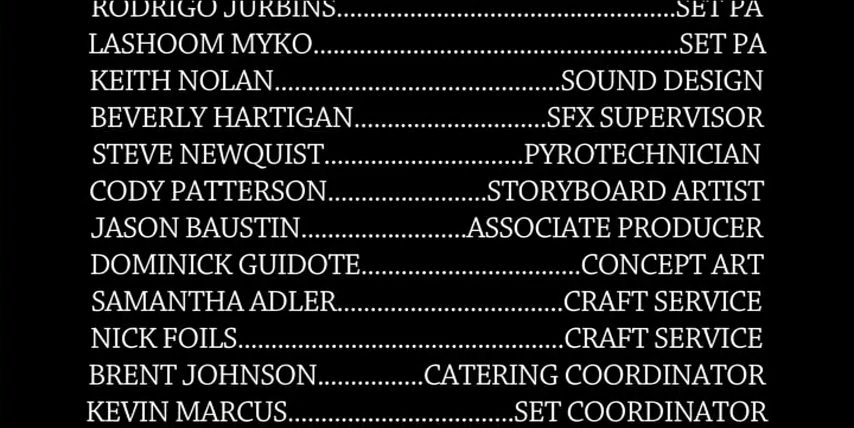 RODRIGO JURBINS.........................................................SET PA
LASHOOM MYKO..............................................................SET PA
KEITH NOLAN................................................SOUND DESIGN
BEVERLY HARTIGAN................................SFX SUPERVISOR
STEVE NEWQUIST.................................PYROTECHNICIAN
CODY PATTERSON..........................STORYBOARD ARTIST
JASON BAUSTIN............................ASSOCIATE PRODUCER
DOMINICK GUIDOTE.....................................CONCEPT ART
SAMANTHA ADLER......................................CRAFT SERVICE
NICK FOILS.......................................................CRAFT SERVICE
BRENT JOHNSON..................CATERING COORDINATOR
KEVIN MARCUS......................................SET COORDINATOR